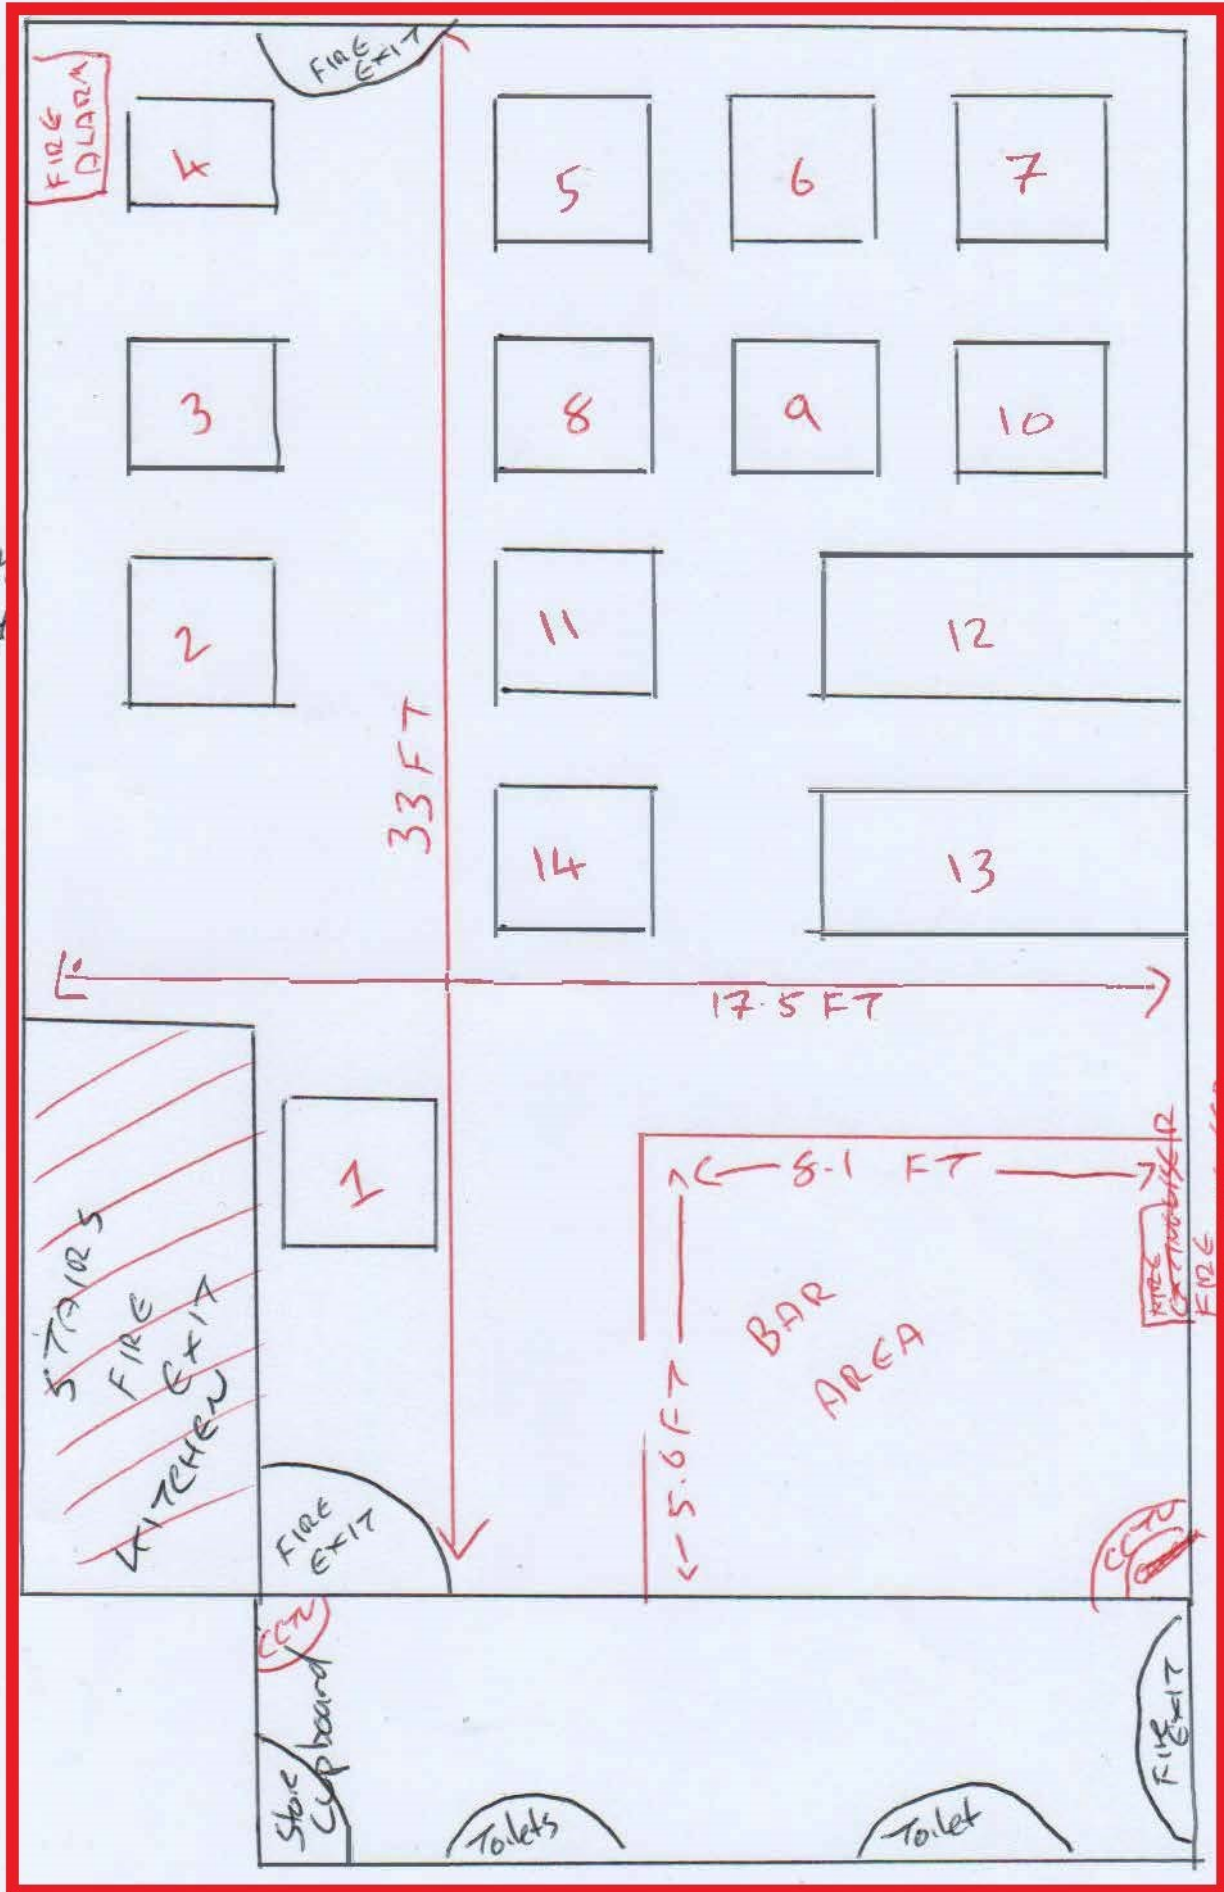 FIRE
ALARM
FIRE
EXIT
4
5
6
7
3
8
9
10
2
11
12
33 FT
14
13
17.5 FT
1
8.1 FT
STAIRS
FIRE
EXIT
KITCHEN
BAR
AREA
5.6 FT
FIRE
EXTINGUISHER
FIRE
FIRE
EXIT
CCTV
CCTV
Store
Cupboard
Toilets
Toilet
FIRE
EXIT